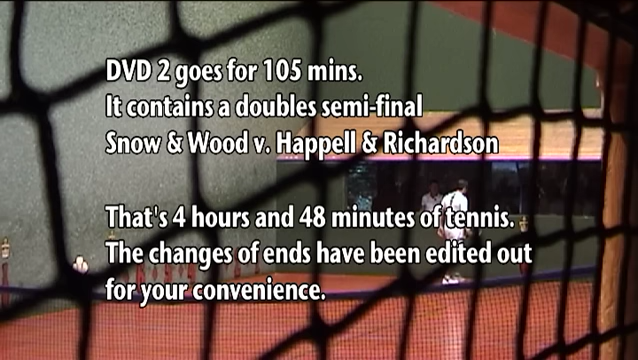 DVD 2 goes for 105 mins.
It contains a doubles semi-final
Snow & Wood v. Happell & Richardson
That's 4 hours and 48 minutes of tennis.
The changes of ends have been edited out
for your convenience.